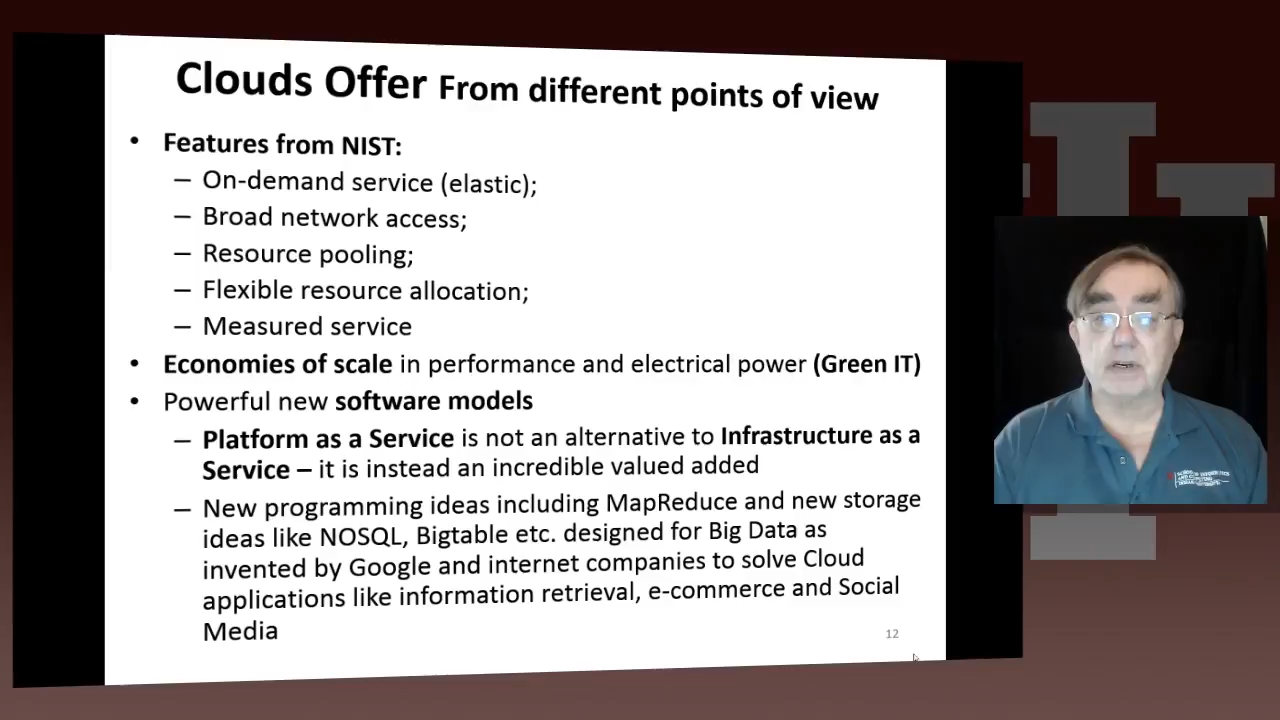 Clouds Offer From different points of view
• Features from NIST:
– On-demand service (elastic);
– Broad network access;
– Resource pooling;
– Flexible resource allocation;
– Measured service
• Economies of scale in performance and electrical power (Green IT)
• Powerful new software models
– Platform as a Service is not an alternative to Infrastructure as a
Service – it is instead an incredible valued added
– New programming ideas including MapReduce and new storage
ideas like NOSQL, Bigtable etc. designed for Big Data as
invented by Google and internet companies to solve Cloud
applications like information retrieval, e-commerce and Social
Media
12